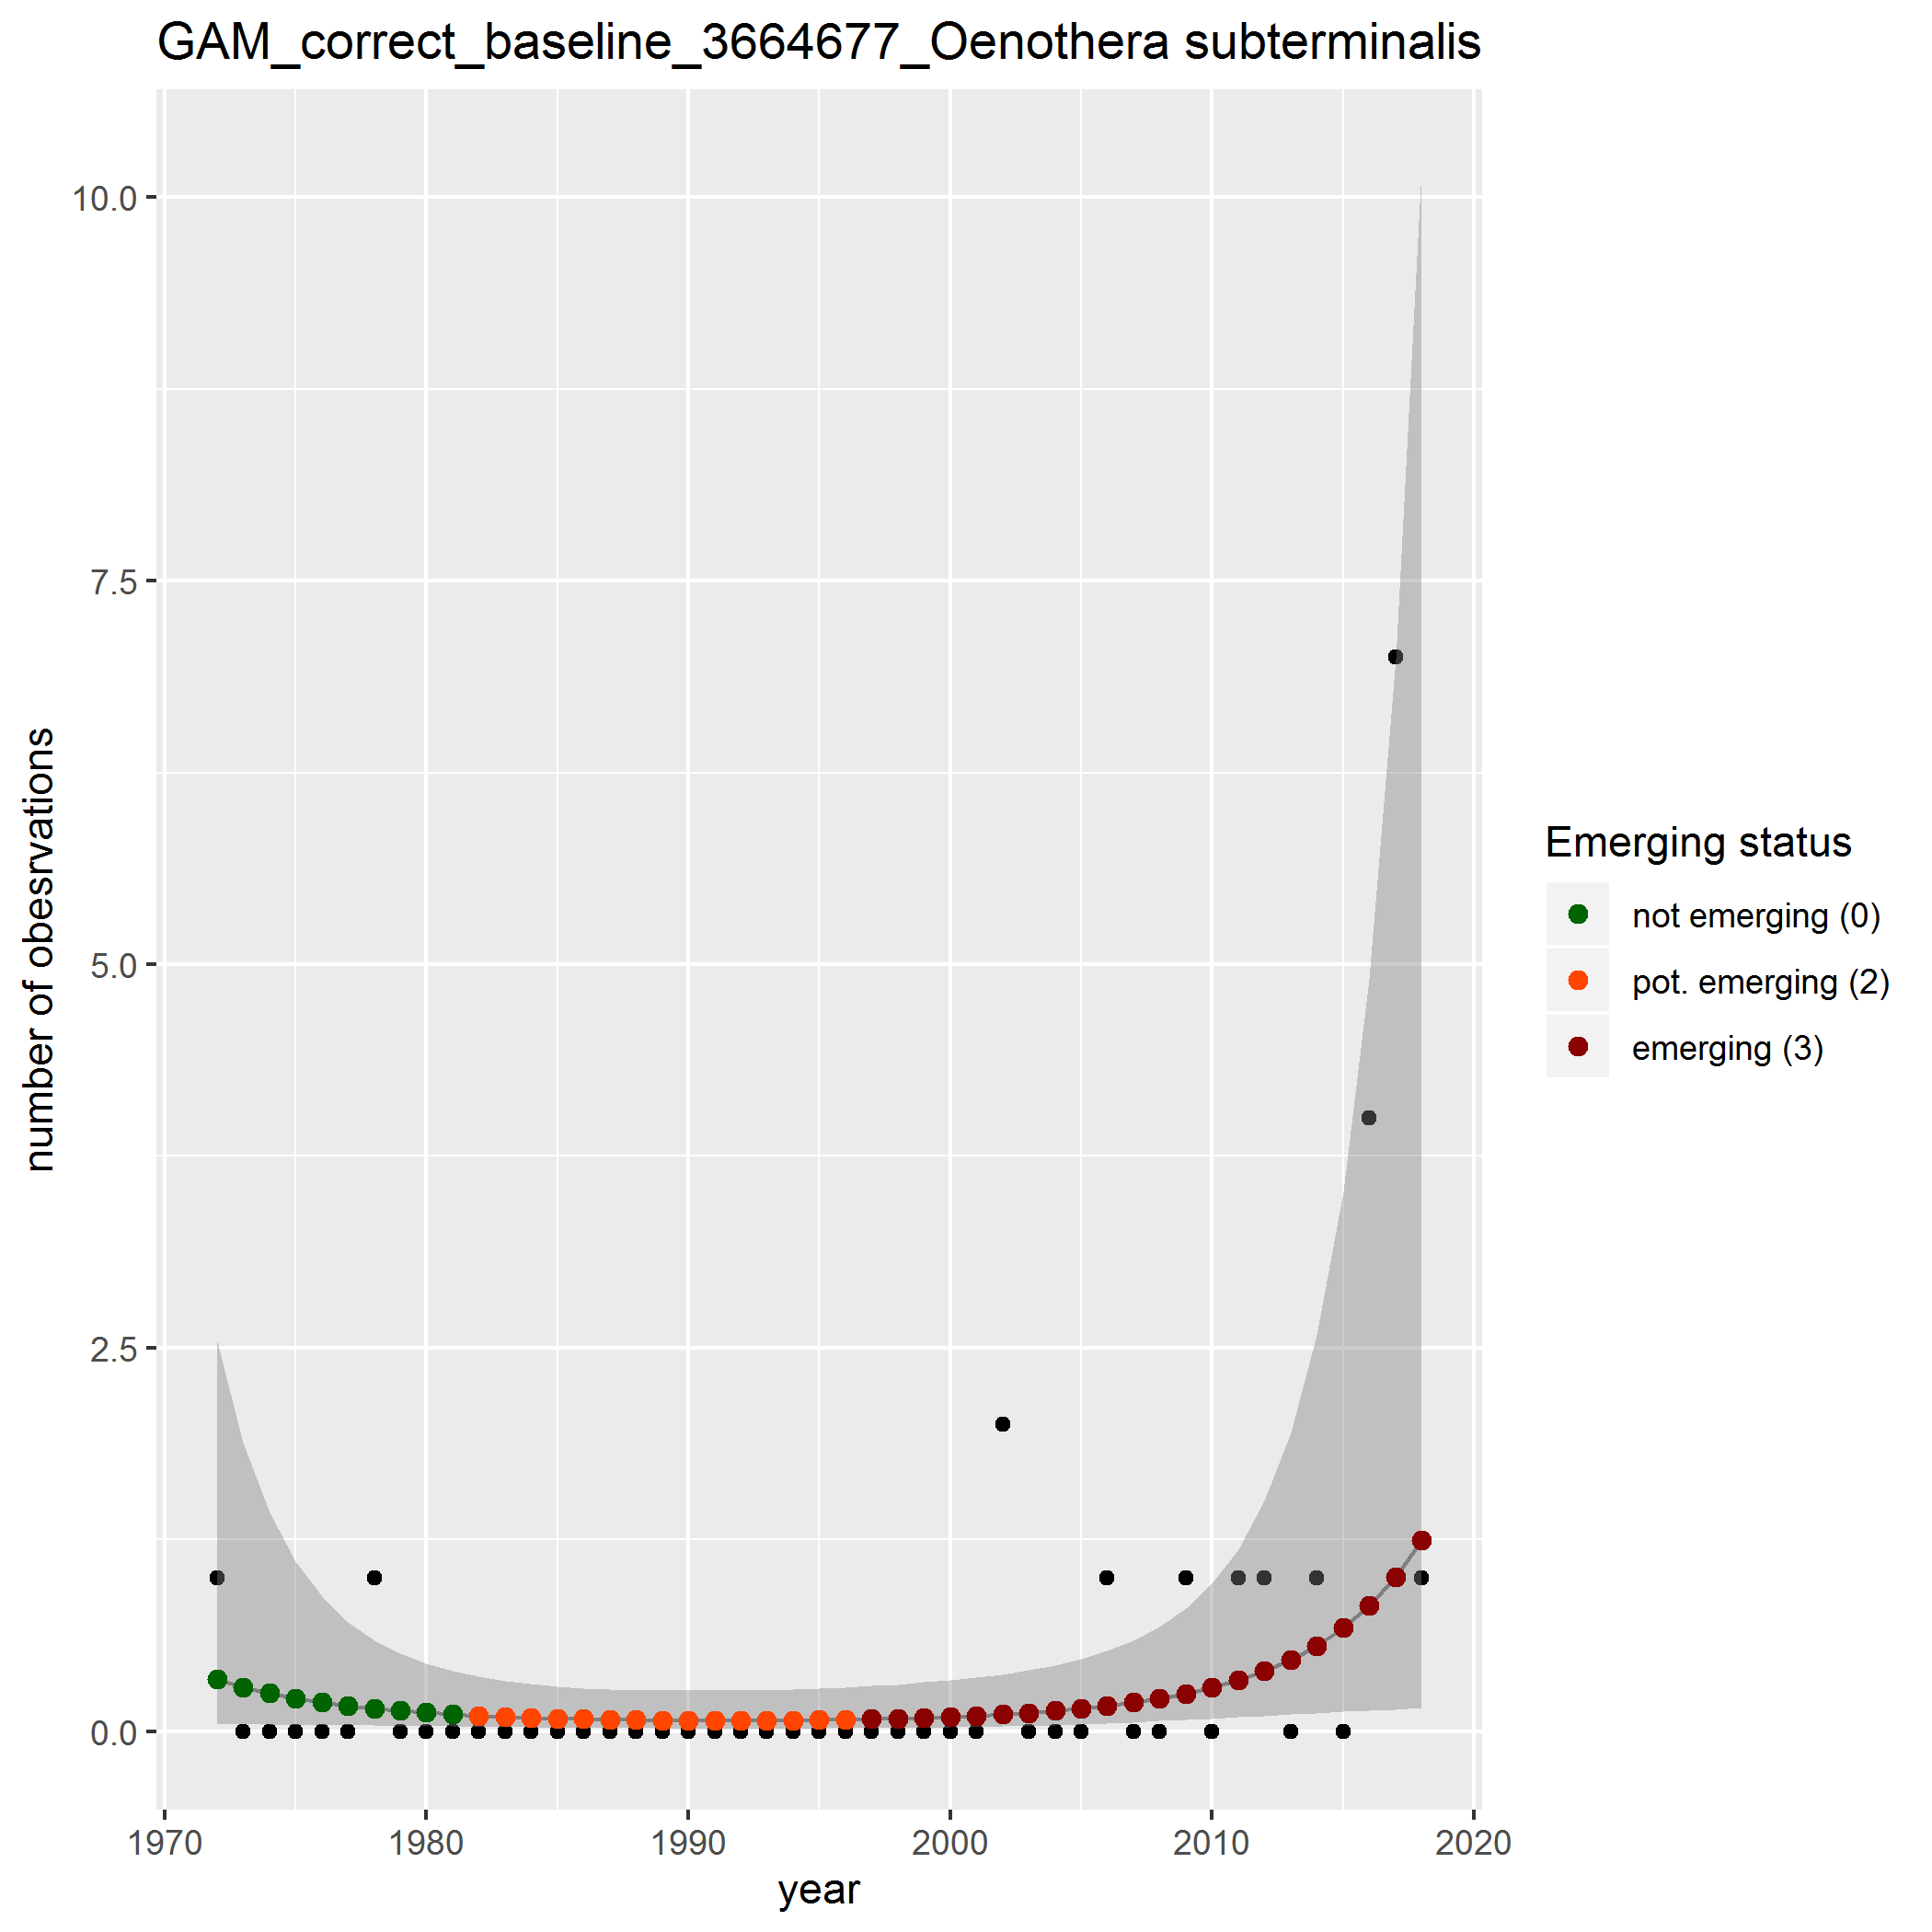 GAM_correct_baseline_3664677_Oenothera subterminalis
10.0
7.5
5.0
2.5
0.0
number of obesrvations
1970 1980 1990 2000 2010 2020
year
Emerging status
not emerging (0)
pot. emerging (2)
emerging (3)